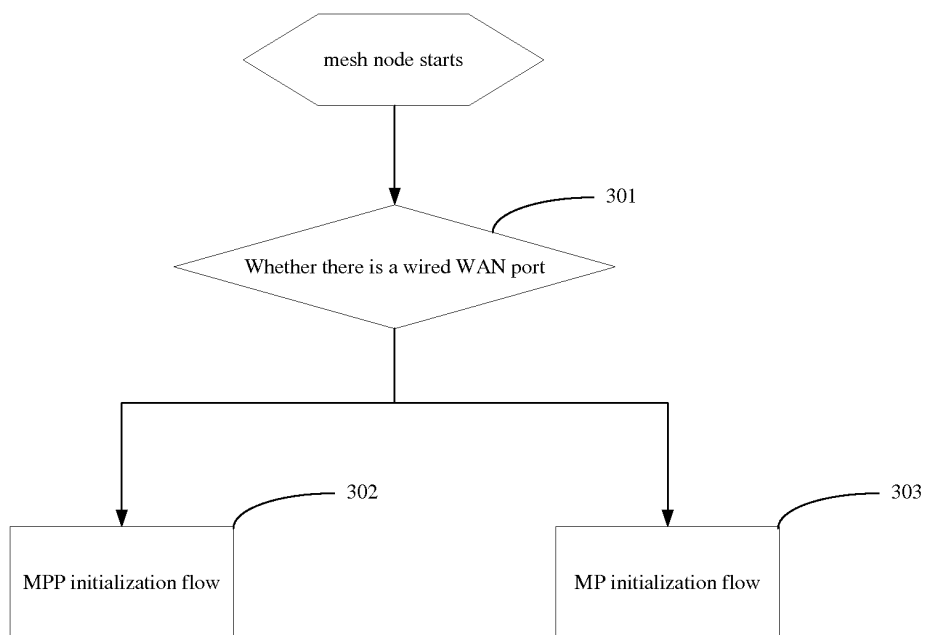 mesh node starts
301
Whether there is a wired WAN port
302
303
MPP initialization flow
MP initialization flow